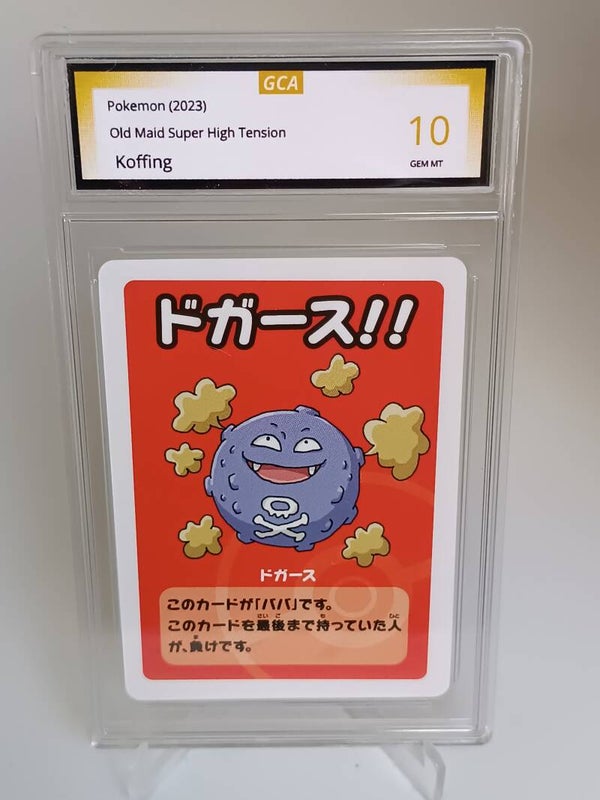 GCA
Pokemon (2023)
Old Maid Super High Tension
Koffing
10
GEM MT
ドガース!!
ドガース
このカードが「ババ」です。
このカードを最後まで持っていた人
が、負けです。